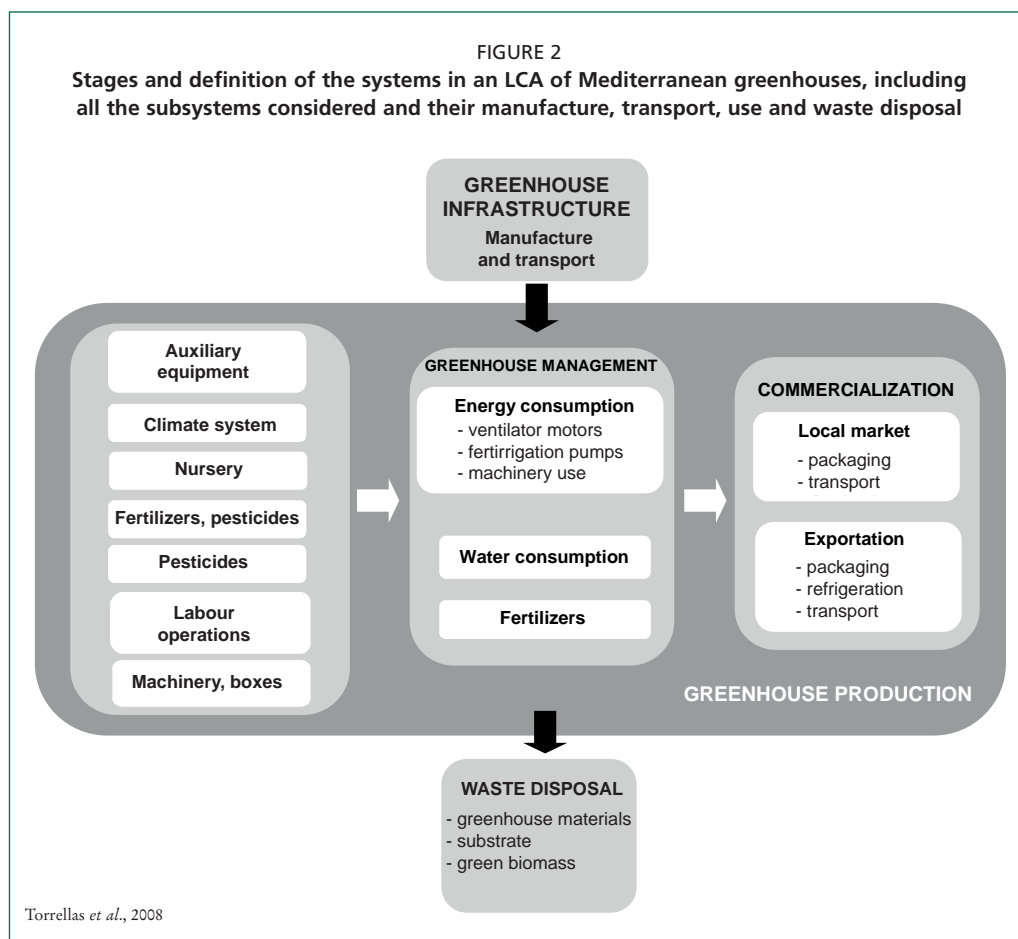 FIGURE 2
Stages and definition of the systems in an LCA of Mediterranean greenhouses, including
all the subsystems considered and their manufacture, transport, use and waste disposal
GREENHOUSE
INFRASTRUCTURE
Manufacture
and transport
Auxiliary
equipment
Climate system
Nursery
Fertilizers, pesticides
Pesticides
Labour
operations
Machinery, boxes
GREENHOUSE MANAGEMENT
Energy consumption
- ventilator motors
- fertirrigation pumps
- machinery use
Water consumption
Fertilizers
COMMERCIALIZATION
Local market
- packaging
- transport
Exportation
- packaging
- refrigeration
- transport
GREENHOUSE PRODUCTION
WASTE DISPOSAL
- greenhouse materials
- substrate
- green biomass
Torrellas et al., 2008